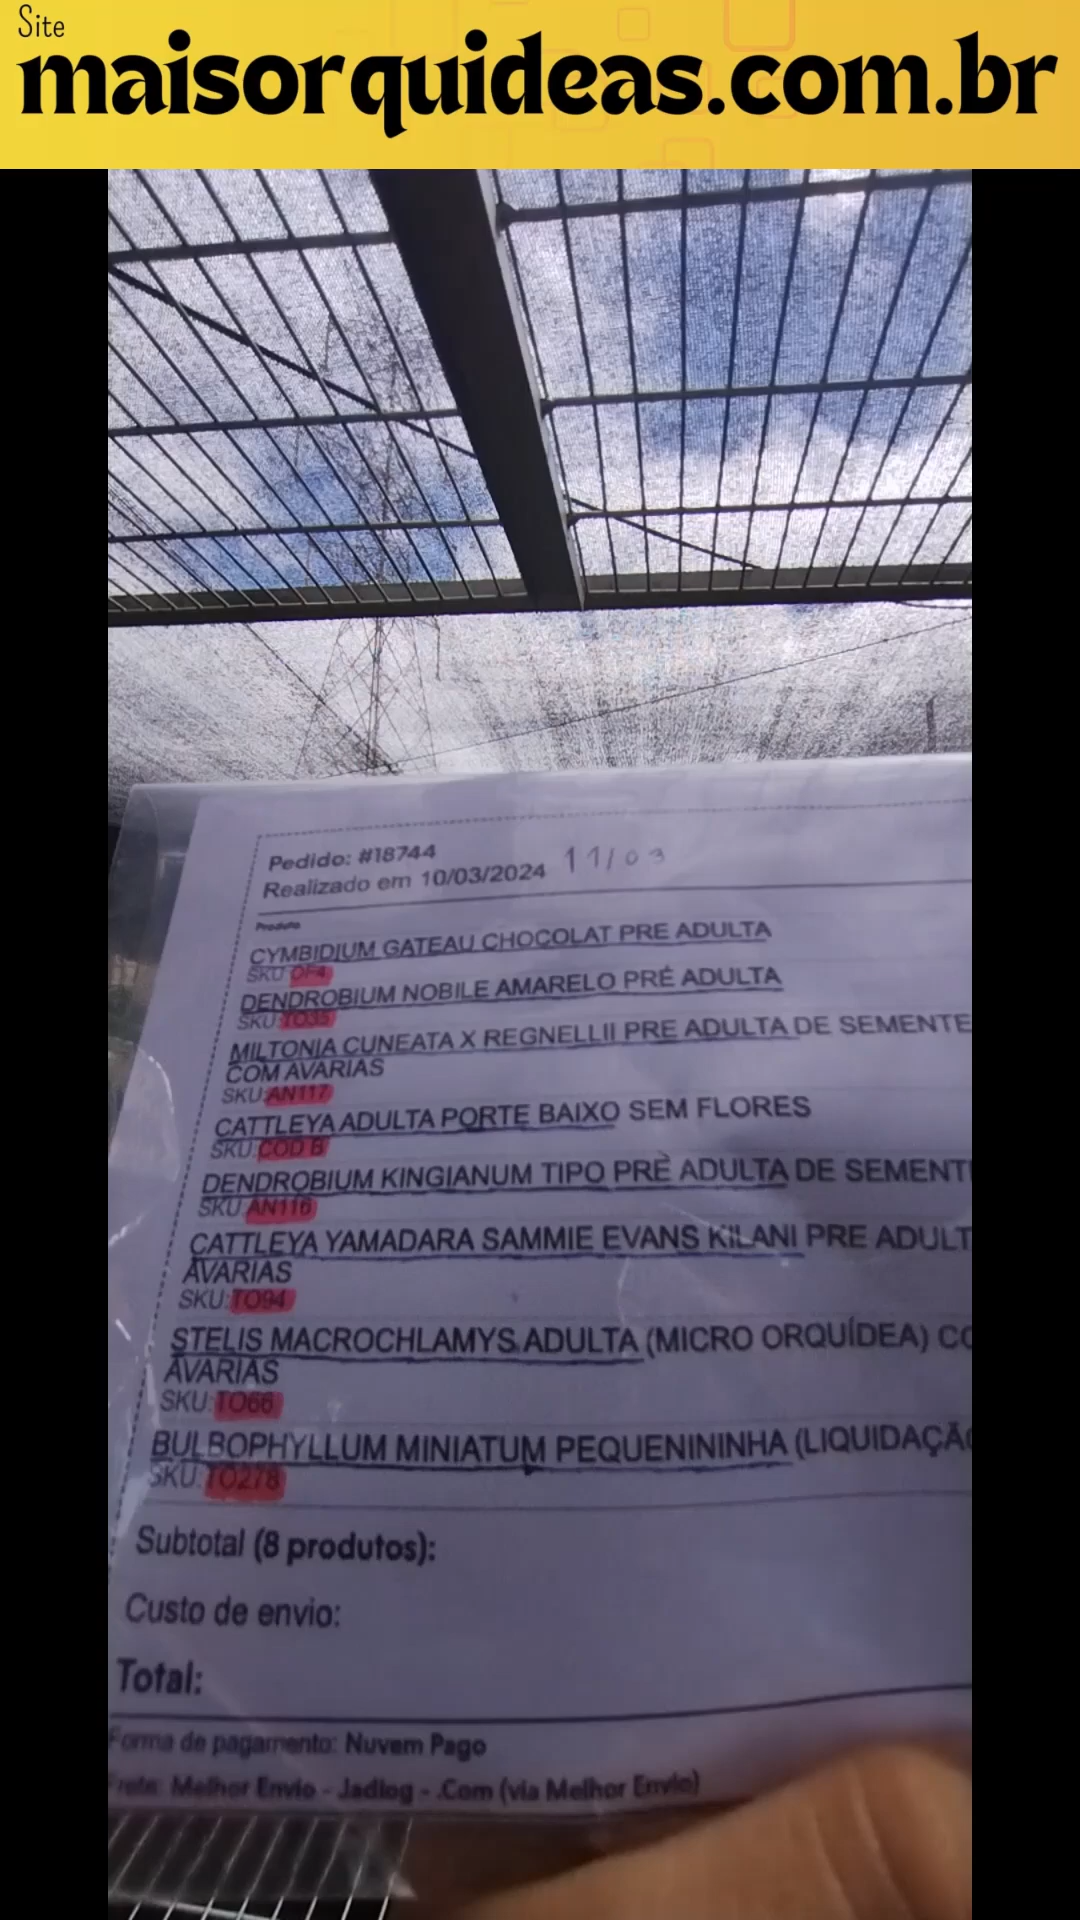 Site
maisorquideas.com.br
Pedido: #18744 11/03
Realizado em 10/03/2024
Produto
CYMBIDIUM GATEAU CHOCOLAT PRE ADULTA
SKU:OF4
DENDROBIUM NOBILE AMARELO PRÉ ADULTA
SKU:TO35
MILTONIA CUNEATA X REGNELLII PRE ADULTA DE SEMENTE
COM AVARIAS
SKU:AN117
CATTLEYA ADULTA PORTE BAIXO SEM FLORES
SKU:COD B
DENDROBIUM KINGIANUM TIPO PRÈ ADULTA DE SEMENT
SKU:AN116
CATTLEYA YAMADARA SAMMIE EVANS KILANI PRE ADULT
AVARIAS
SKU:TO94
STELIS MACROCHLAMYS ADULTA (MICRO ORQUÍDEA) CO
AVARIAS
SKU:TO66
BULBOPHYLLUM MINIATUM PEQUENININHA (LIQUIDAÇÃO
SKU:TO278
Subtotal (8 produtos):
Custo de envio:
Total:
Forma de pagamento: Nuvem Pago
Frete: Melhor Envio - Jadlog - .Com (via Melhor Envio)